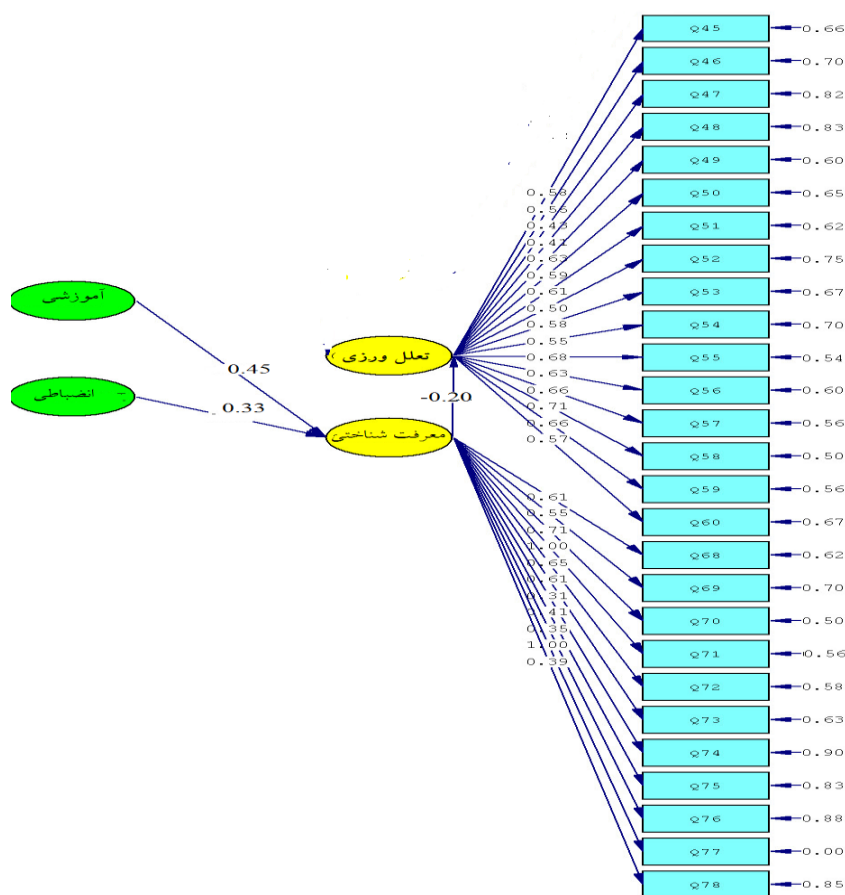 Q45 0.66
Q46 0.70
Q47 0.82
Q48 0.83
Q49 0.60
Q50 0.65
Q51 0.62
Q52 0.75
Q53 0.67
Q54 0.70
Q55 0.54
Q56 0.60
Q57 0.56
Q58 0.50
Q59 0.56
Q60 0.67
Q68 0.62
Q69 0.70
Q70 0.50
Q71 0.56
Q72 0.58
Q73 0.63
Q74 0.90
Q75 0.83
Q76 0.88
Q77 0.00
Q78 0.85
0.58
0.56
0.43
0.41
0.63
0.59
0.61
0.50
0.58
0.55
0.68
0.63
0.66
0.71
0.66
0.57
0.61
0.55
0.71
1.00
0.65
0.61
0.31
0.41
0.35
1.00
0.39
آموزشی
انضباطی
0.45
0.33
تعلل ورزی
-0.20
معرفت شناختی